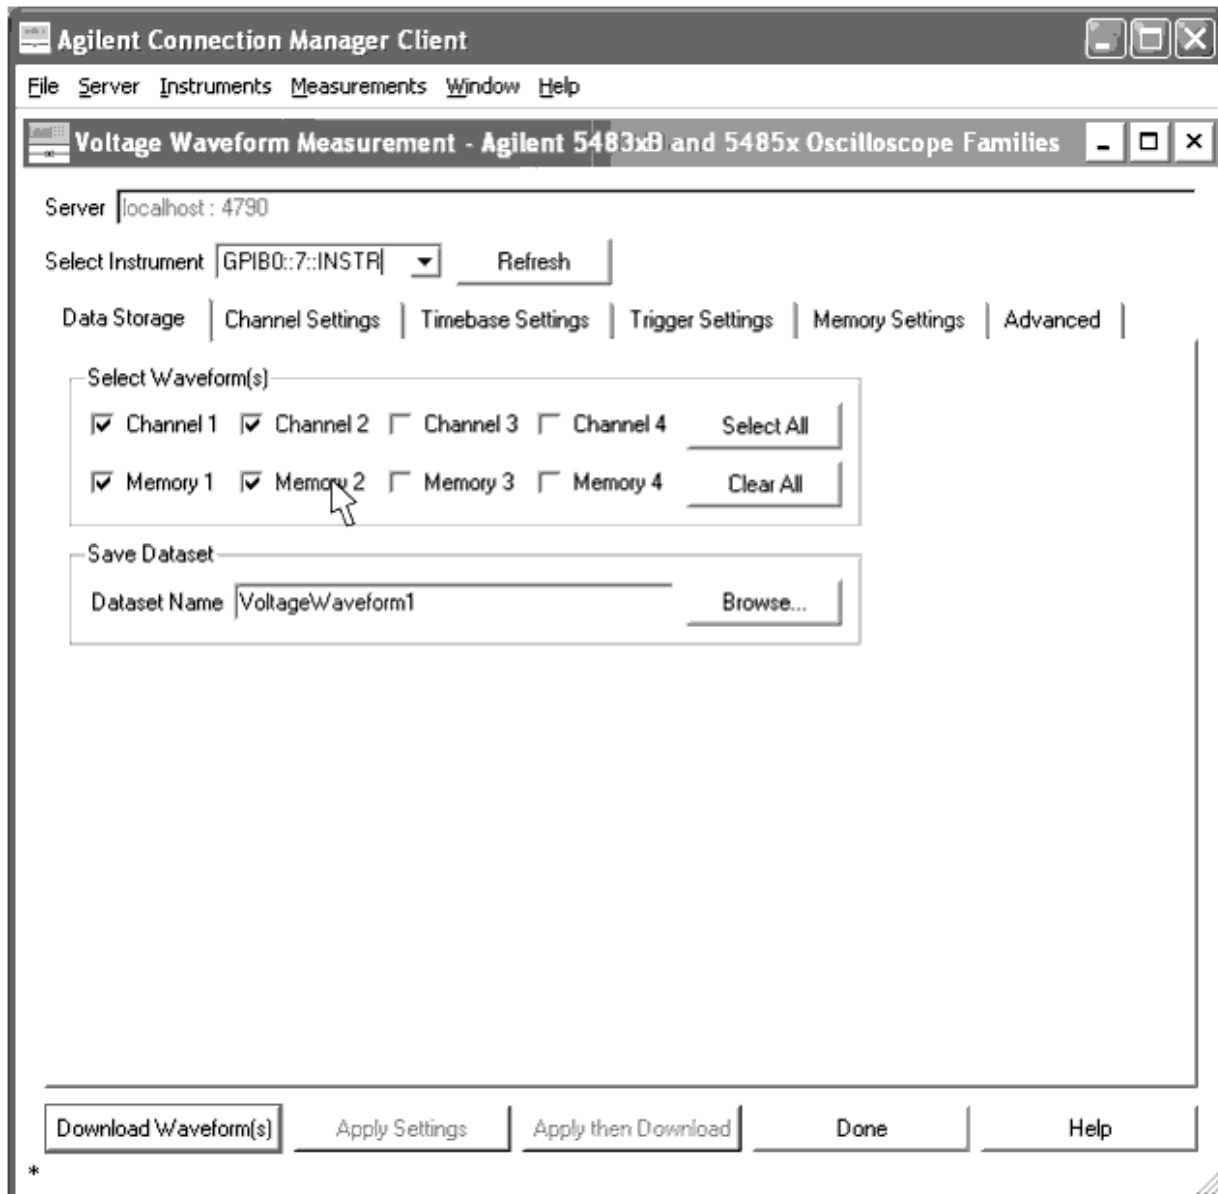 Agilent Connection Manager Client
File Server Instruments Measurements Window Help
Voltage Waveform Measurement - Agilent 5483xB and 5485x Oscilloscope Families
Server localhost : 4790
Select Instrument GPIB0::7::INSTR Refresh
Data Storage Channel Settings Timebase Settings Trigger Settings Memory Settings Advanced
Select Waveform(s)
Channel 1 Channel 2 Channel 3 Channel 4 Select All
Memory 1 Memory 2 Memory 3 Memory 4 Clear All
Save Dataset
Dataset Name VoltageWaveform1 Browse...
Download Waveform(s) Apply Settings Apply then Download Done Help
*